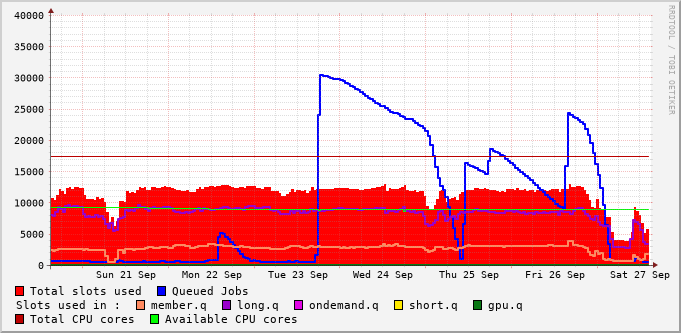 RRDTOOL / TOBI OETIKER
40000
35000
30000
25000
20000
15000
10000
5000
0
Sun 21 Sep Mon 22 Sep Tue 23 Sep Wed 24 Sep Thu 25 Sep Fri 26 Sep Sat 27 Sep
Total slots used Queued Jobs
Slots used in : member.q long.q ondemand.q short.q gpu.q
Total CPU cores Available CPU cores